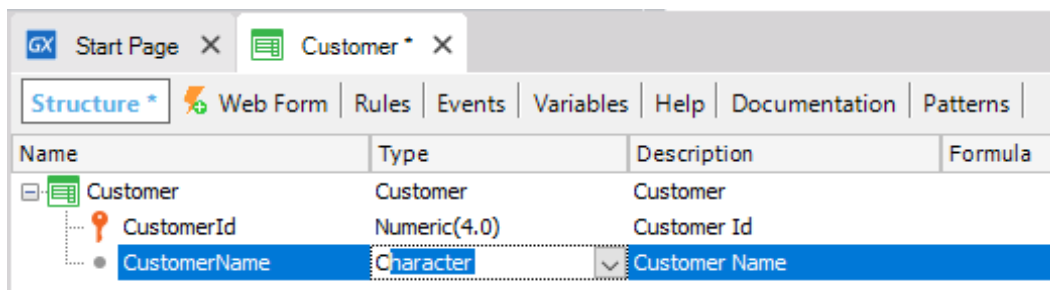 GX Start Page Customer *
Structure * Web Form Rules Events Variables Help Documentation Patterns
Name Type Description Formula
Customer Customer Customer
CustomerId Numeric(4.0) Customer Id
CustomerName Character Customer Name